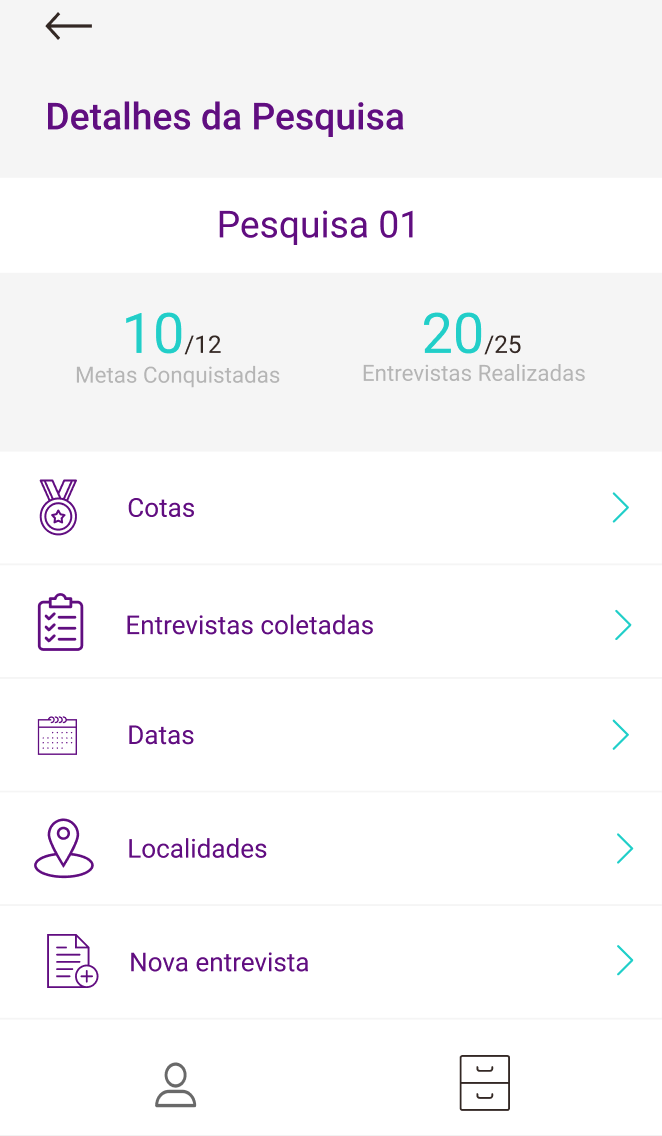 Detalhes da Pesquisa
Pesquisa 01
10/12
Metas Conquistadas
20/25
Entrevistas Realizadas
Cotas
Entrevistas coletadas
Datas
Localidades
Nova entrevista